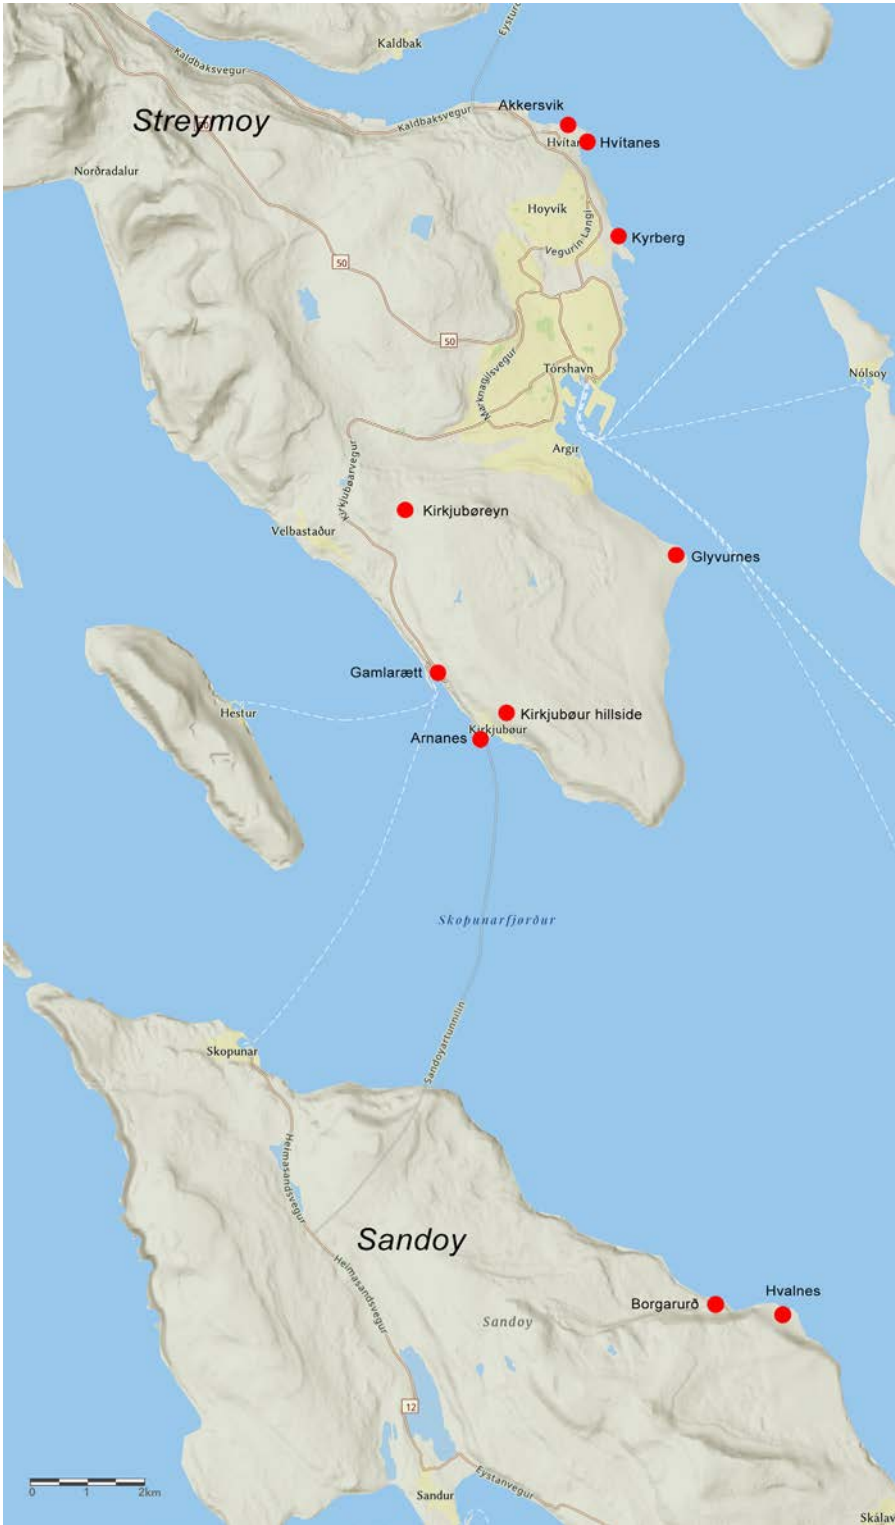 Eysturo
Kaldbak
Kaldbaksvegur
Akkersvik
Streymoy
50
Kaldbaksvegur
Hvítan
Hvítanes
Norðradalur
Hoyvík
Vegurin Langi
Kyrberg
50
50
Marknagilsvegur
Tórshavn
Nólsoy
Argir
Kirkjubøarvegur
Kirkjubøreyn
Velbastaður
Glyvurnes
Gamlarætt
Hestur
Kirkjubøur hillside
Kirkjubøur
Arnanes
Skopunarfjørður
Sandoyartunnilin
Skopunar
Heimasandsvegur
Sandoy
Heimasandsvegur
Hvalnes
Borgarurð
Sandoy
12
0 1 2km
Eystanvegur
Sandur
Skálav